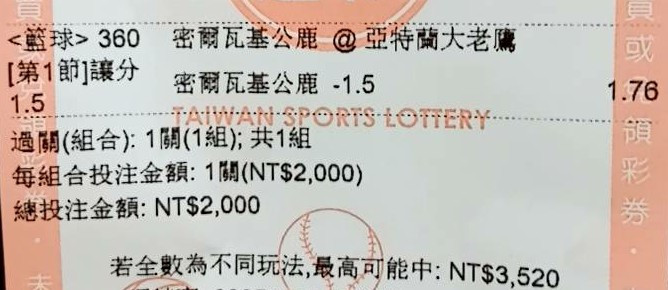 <籃球> 360 密爾瓦基公鹿 @ 亞特蘭大老鷹
[第1節]讓分 密爾瓦基公鹿 -1.5 1.76
1.5
TAIWAN SPORTS LOTTERY
過關(組合): 1關(1組); 共1組
每組合投注金額: 1關(NT$2,000)
總投注金額: NT$2,000
若全數為不同玩法,最高可能中: NT$3,520
或
領
彩
券